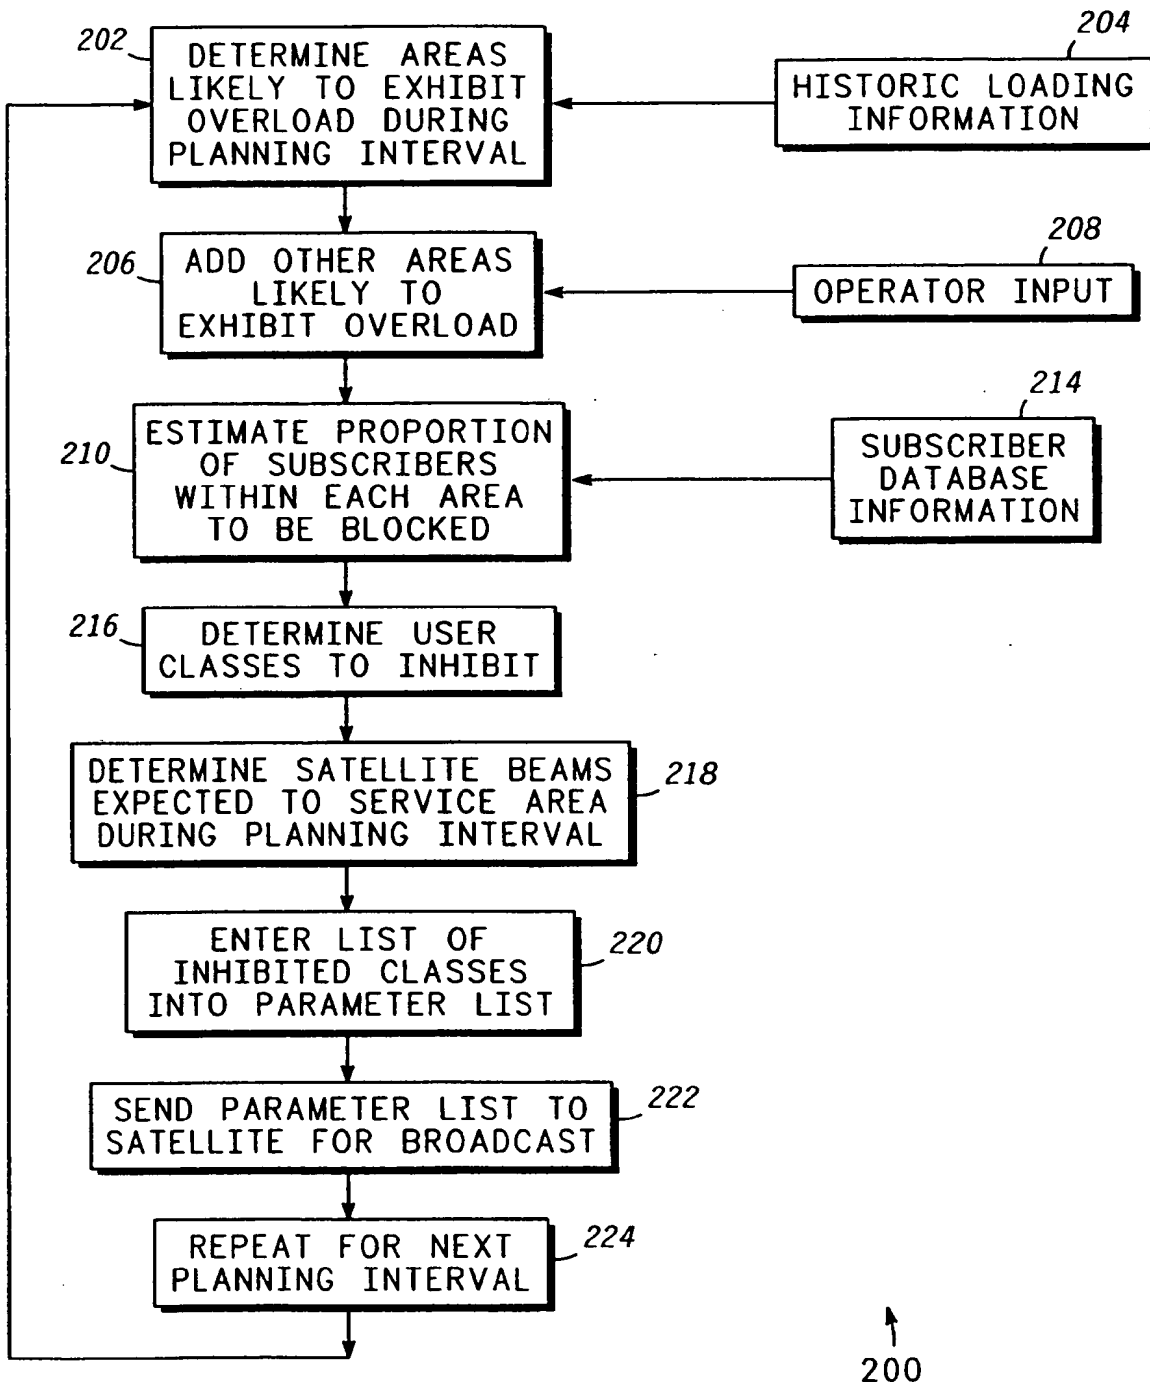 202
DETERMINE AREAS
LIKELY TO EXHIBIT
OVERLOAD DURING
PLANNING INTERVAL
204
HISTORIC LOADING
INFORMATION
206
ADD OTHER AREAS
LIKELY TO
EXHIBIT OVERLOAD
208
OPERATOR INPUT
210
ESTIMATE PROPORTION
OF SUBSCRIBERS
WITHIN EACH AREA
TO BE BLOCKED
214
SUBSCRIBER
DATABASE
INFORMATION
216
DETERMINE USER
CLASSES TO INHIBIT
DETERMINE SATELLITE BEAMS
EXPECTED TO SERVICE AREA
DURING PLANNING INTERVAL
218
ENTER LIST OF
INHIBITED CLASSES
INTO PARAMETER LIST
220
SEND PARAMETER LIST TO
SATELLITE FOR BROADCAST
222
REPEAT FOR NEXT
PLANNING INTERVAL
224
200